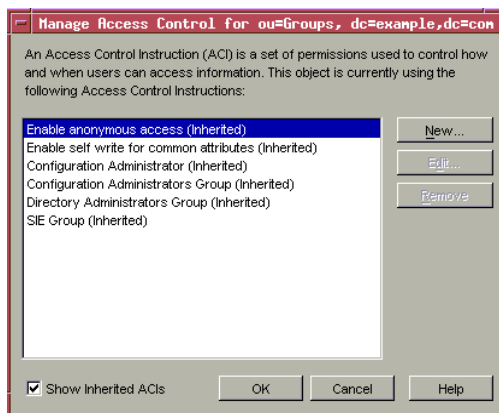 Manage Access Control for ou=Groups, dc=example,dc=com
An Access Control Instruction (ACI) is a set of permissions used to control how
and when users can access information. This object is currently using the
following Access Control Instructions:
Enable anonymous access (Inherited)
Enable self write for common attributes (Inherited)
Configuration Administrator (Inherited)
Configuration Administrators Group (Inherited)
Directory Administrators Group (Inherited)
SIE Group (Inherited)
New...
Edit...
Remove
Show Inherited ACIs
OK
Cancel
Help